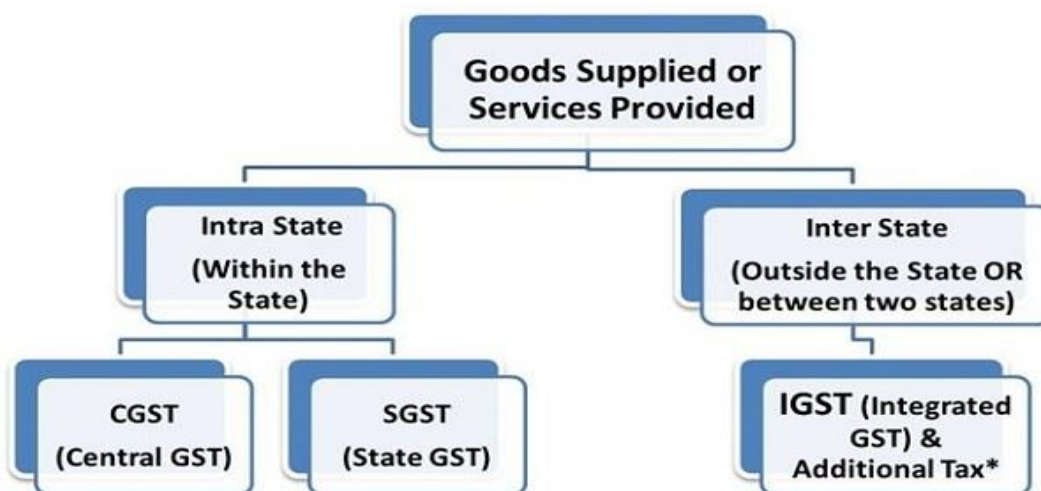 Goods Supplied or
Services Provided
Intra State
(Within the
State)
Inter State
(Outside the State OR
between two states)
CGST
(Central GST)
SGST
(State GST)
IGST (Integrated
GST) &
Additional Tax*